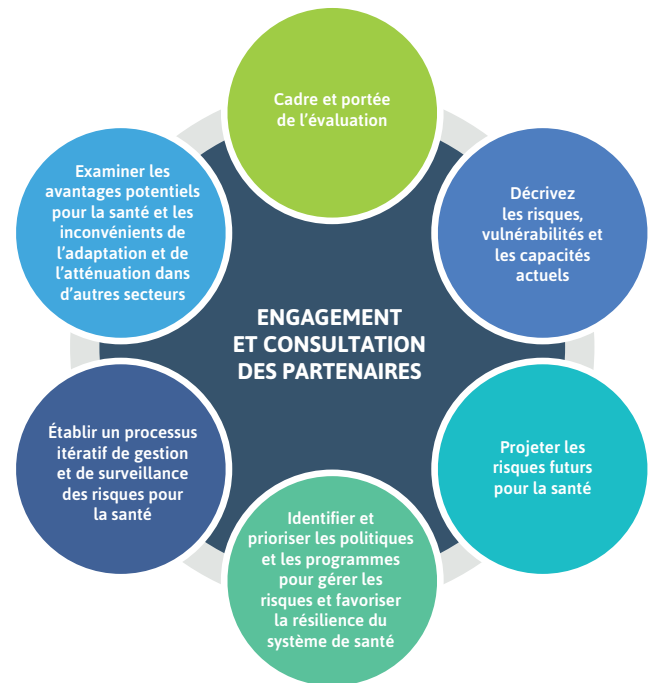 Cadre et portée
de l’évaluation
Décrivez
les risques,
vulnérabilités et
les capacités
actuels
Projeter les
risques futurs
pour la santé
Identifier et
prioriser les politiques
et les programmes
pour gérer les
risques et favoriser
la résilience du
système de santé
Établir un processus
itératif de gestion
et de surveillance
des risques pour
la santé
Examiner les
avantages potentiels
pour la santé et les
inconvénients de
l’adaptation et de
l’atténuation dans
d’autres secteurs
ENGAGEMENT
ET CONSULTATION
DES PARTENAIRES